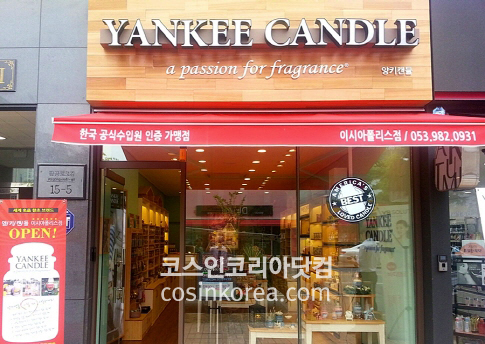 YANKEE CANDLE
a passion for fragrance®
양키캔들
한국 공식수입원 인증 가맹점
이시아폴리스점 / 053.982.0931
15-5
AMERICA'S
BEST
LOVED CANDLE
OPEN!
YANKEE
CANDLE
코스인코리아닷컴
cosinkorea.com